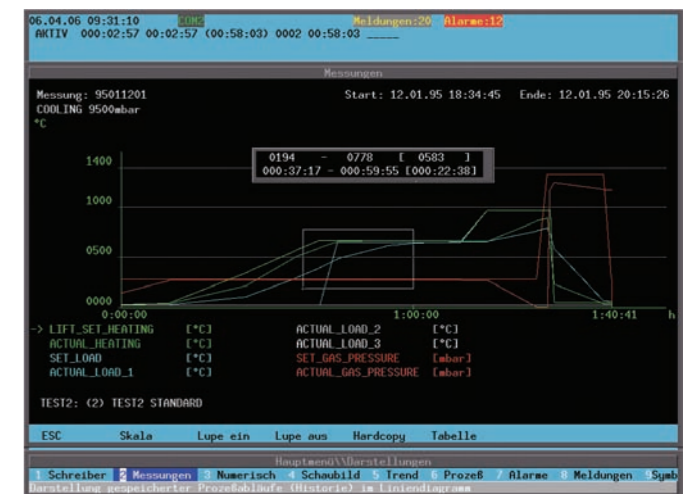 06.04.06 09:31:10 COM2 Meldungen:20 Alarme:12
AKTIV 000:02:57 00:02:57 (00:58:03) 0002 00:58:03 _____
Messungen
Messung: 95011201 Start: 12.01.95 18:34:45 Ende: 12.01.95 20:15:26
COOLING 9500mbar
°C
0194 - 0778 [ 0583 ]
000:37:17 - 000:59:55 [000:22:38]
1400
1000
0500
0000
0:00:00 1:00:00 1:40:41 h
-> LIFT_SET_HEATING [°C] ACTUAL_LOAD_2 [°C]
ACTUAL_HEATING [°C] ACTUAL_LOAD_3 [°C]
SET_LOAD [°C] SET_GAS_PRESSURE [mbar]
ACTUAL_LOAD_1 [°C] ACTUAL_GAS_PRESSURE [mbar]
TEST2: (2) TEST2 STANDARD
ESC Skala Lupe ein Lupe aus Hardcopy Tabelle
Hauptmenü\\Darstellungen
1 Schreiber 2 Messungen 3 Numerisch 4 Schaubild 5 Trend 6 Prozeß 7 Alarme 8 Meldungen 9Symb
Darstellung gespeicherter Prozeßabläufe (Historie) im Liniendiagramm